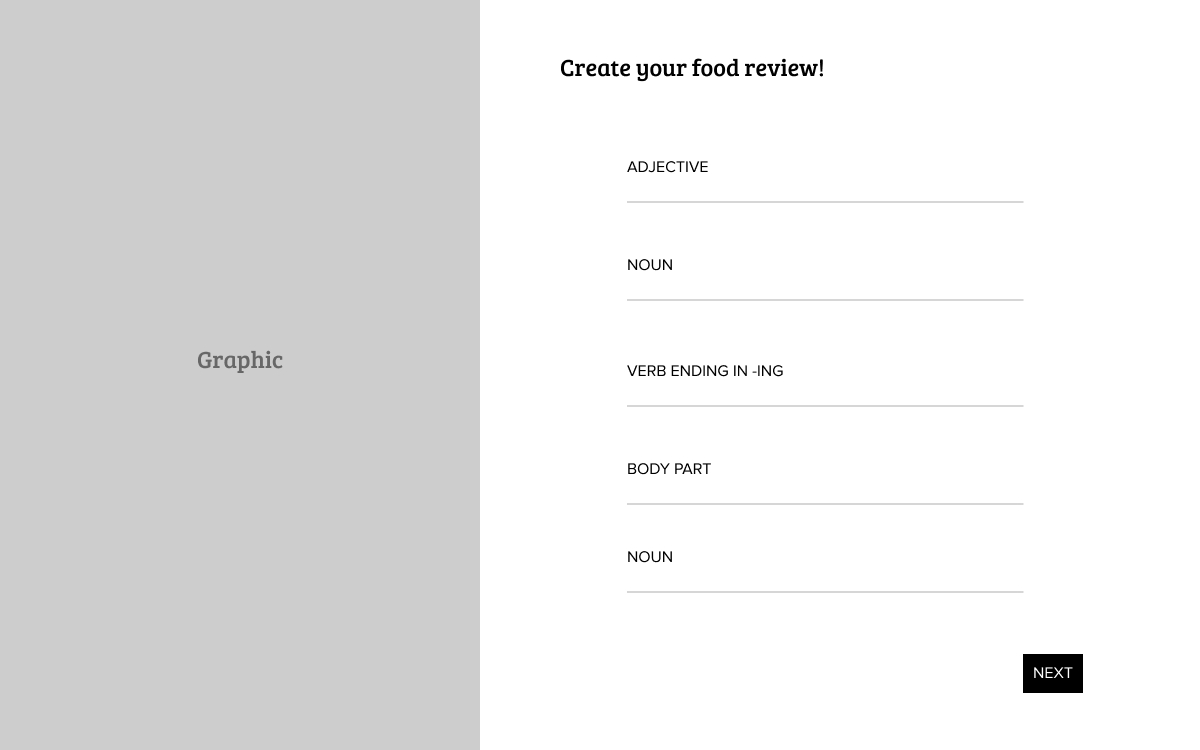 Graphic
Create your food review!
ADJECTIVE
NOUN
VERB ENDING IN -ING
BODY PART
NOUN
NEXT